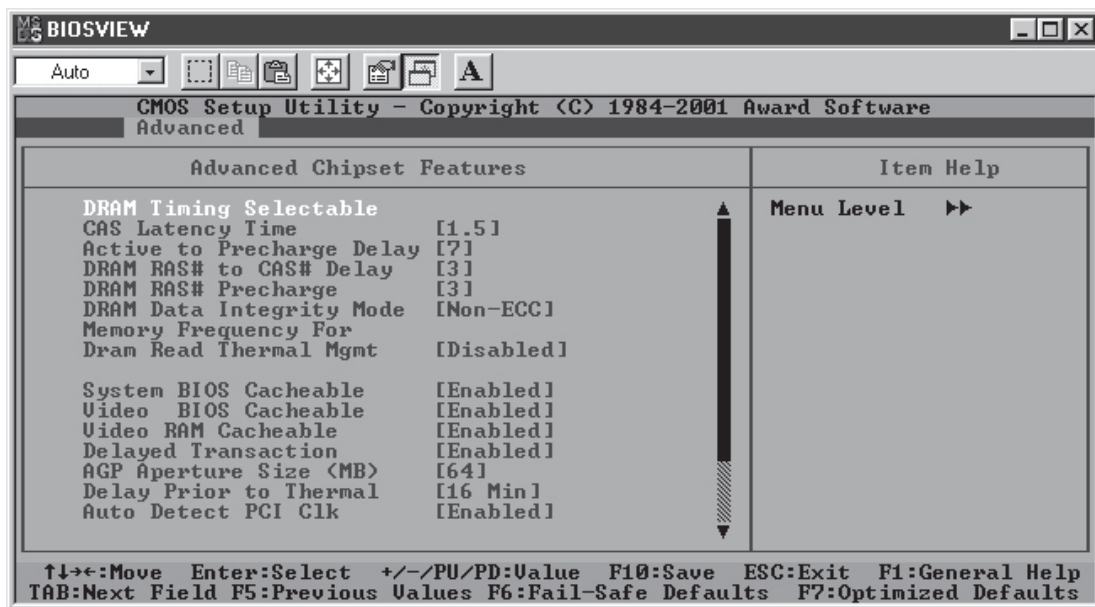 MS DOS BIOSVIEW
Auto
A
CMOS Setup Utility - Copyright (C) 1984-2001 Award Software
Advanced
Advanced Chipset Features
Item Help
DRAM Timing Selectable
Menu Level ▶▶
CAS Latency Time [1.5]
Active to Precharge Delay [7]
DRAM RAS# to CAS# Delay [3]
DRAM RAS# Precharge [3]
DRAM Data Integrity Mode [Non-ECC]
Memory Frequency For
Dram Read Thermal Mgmt [Disabled]
System BIOS Cacheable [Enabled]
Video BIOS Cacheable [Enabled]
Video RAM Cacheable [Enabled]
Delayed Transaction [Enabled]
AGP Aperture Size (MB) [64]
Delay Prior to Thermal [16 Min]
Auto Detect PCI Clk [Enabled]
↑↓→←:Move Enter:Select +/-/PU/PD:Value F10:Save ESC:Exit F1:General Help
TAB:Next Field F5:Previous Values F6:Fail-Safe Defaults F7:Optimized Defaults